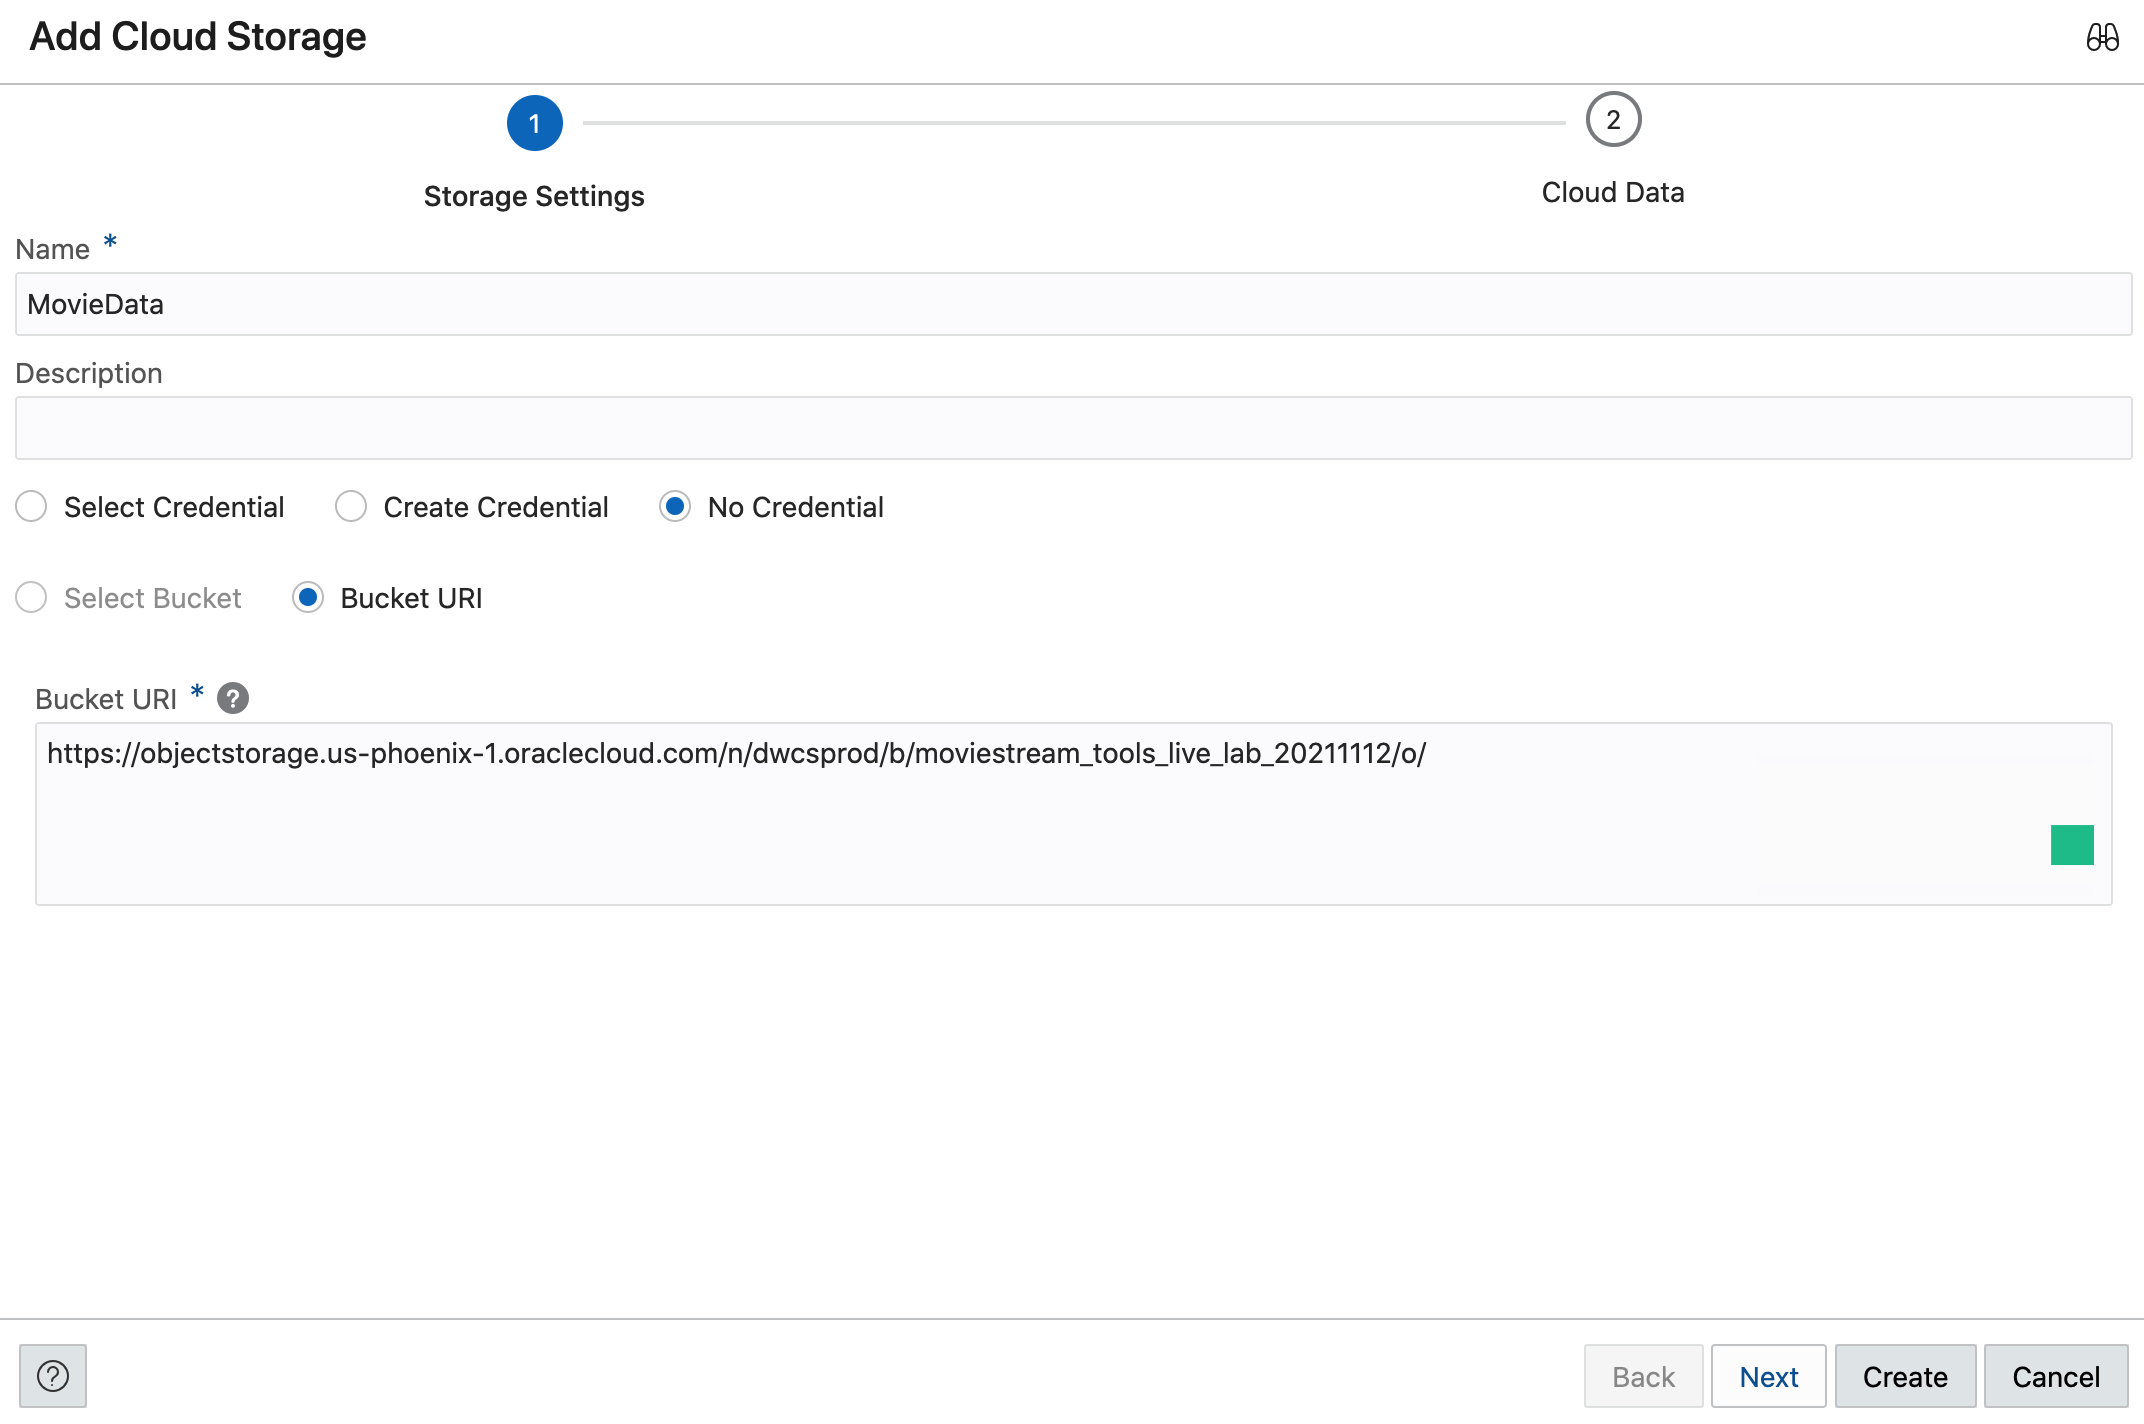 Add Cloud Storage
1
2
Storage Settings
Cloud Data
Name *
MovieData
Description
Select Credential Create Credential No Credential
Select Bucket Bucket URI
Bucket URI * ?
https://objectstorage.us-phoenix-1.oraclecloud.com/n/dwcsprod/b/moviestream_tools_live_lab_20211112/o/
? Back Next Create Cancel